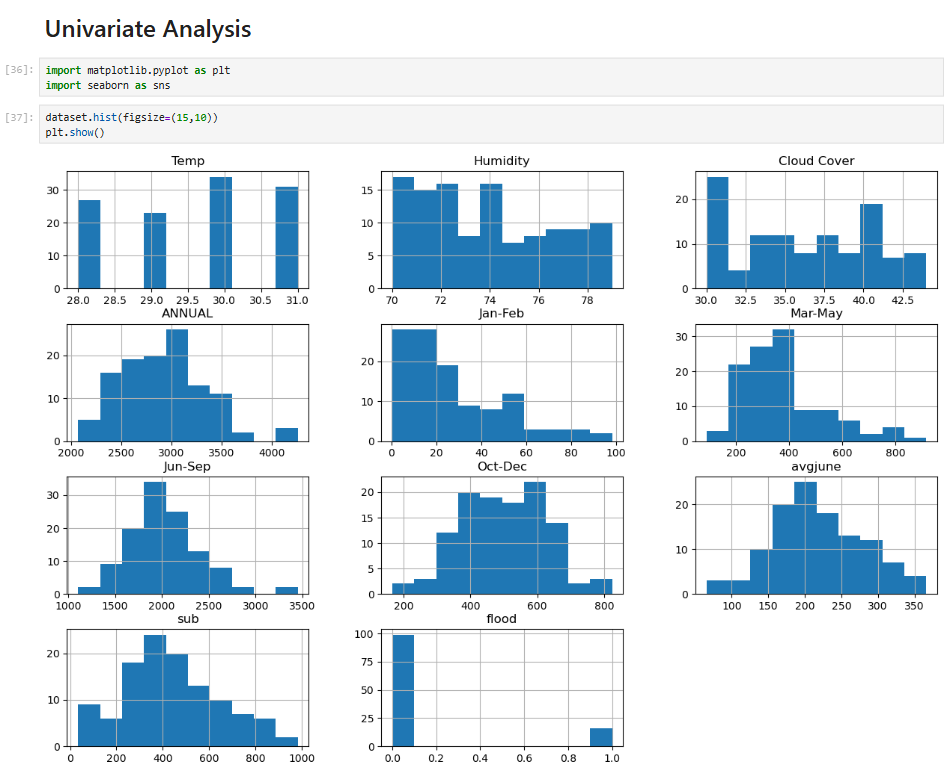 Univariate Analysis
[36]: import matplotlib.pyplot as plt
import seaborn as sns
[37]: dataset.hist(figsize=(15,10))
plt.show()
Temp
30
20
10
0
28.0 28.5 29.0 29.5 30.0 30.5 31.0
Humidity
15
10
5
0
70 72 74 76 78
Cloud Cover
20
10
0
30.0 32.5 35.0 37.5 40.0 42.5
ANNUAL
20
10
0
2000 2500 3000 3500 4000
Jan-Feb
20
10
0
0 20 40 60 80 100
Mar-May
30
20
10
0
200 400 600 800
Jun-Sep
30
20
10
0
1000 1500 2000 2500 3000 3500
Oct-Dec
20
15
10
5
0
200 400 600 800
avgjune
20
10
0
100 150 200 250 300 350
sub
20
10
0
0 200 400 600 800 1000
flood
100
75
50
25
0
0.0 0.2 0.4 0.6 0.8 1.0